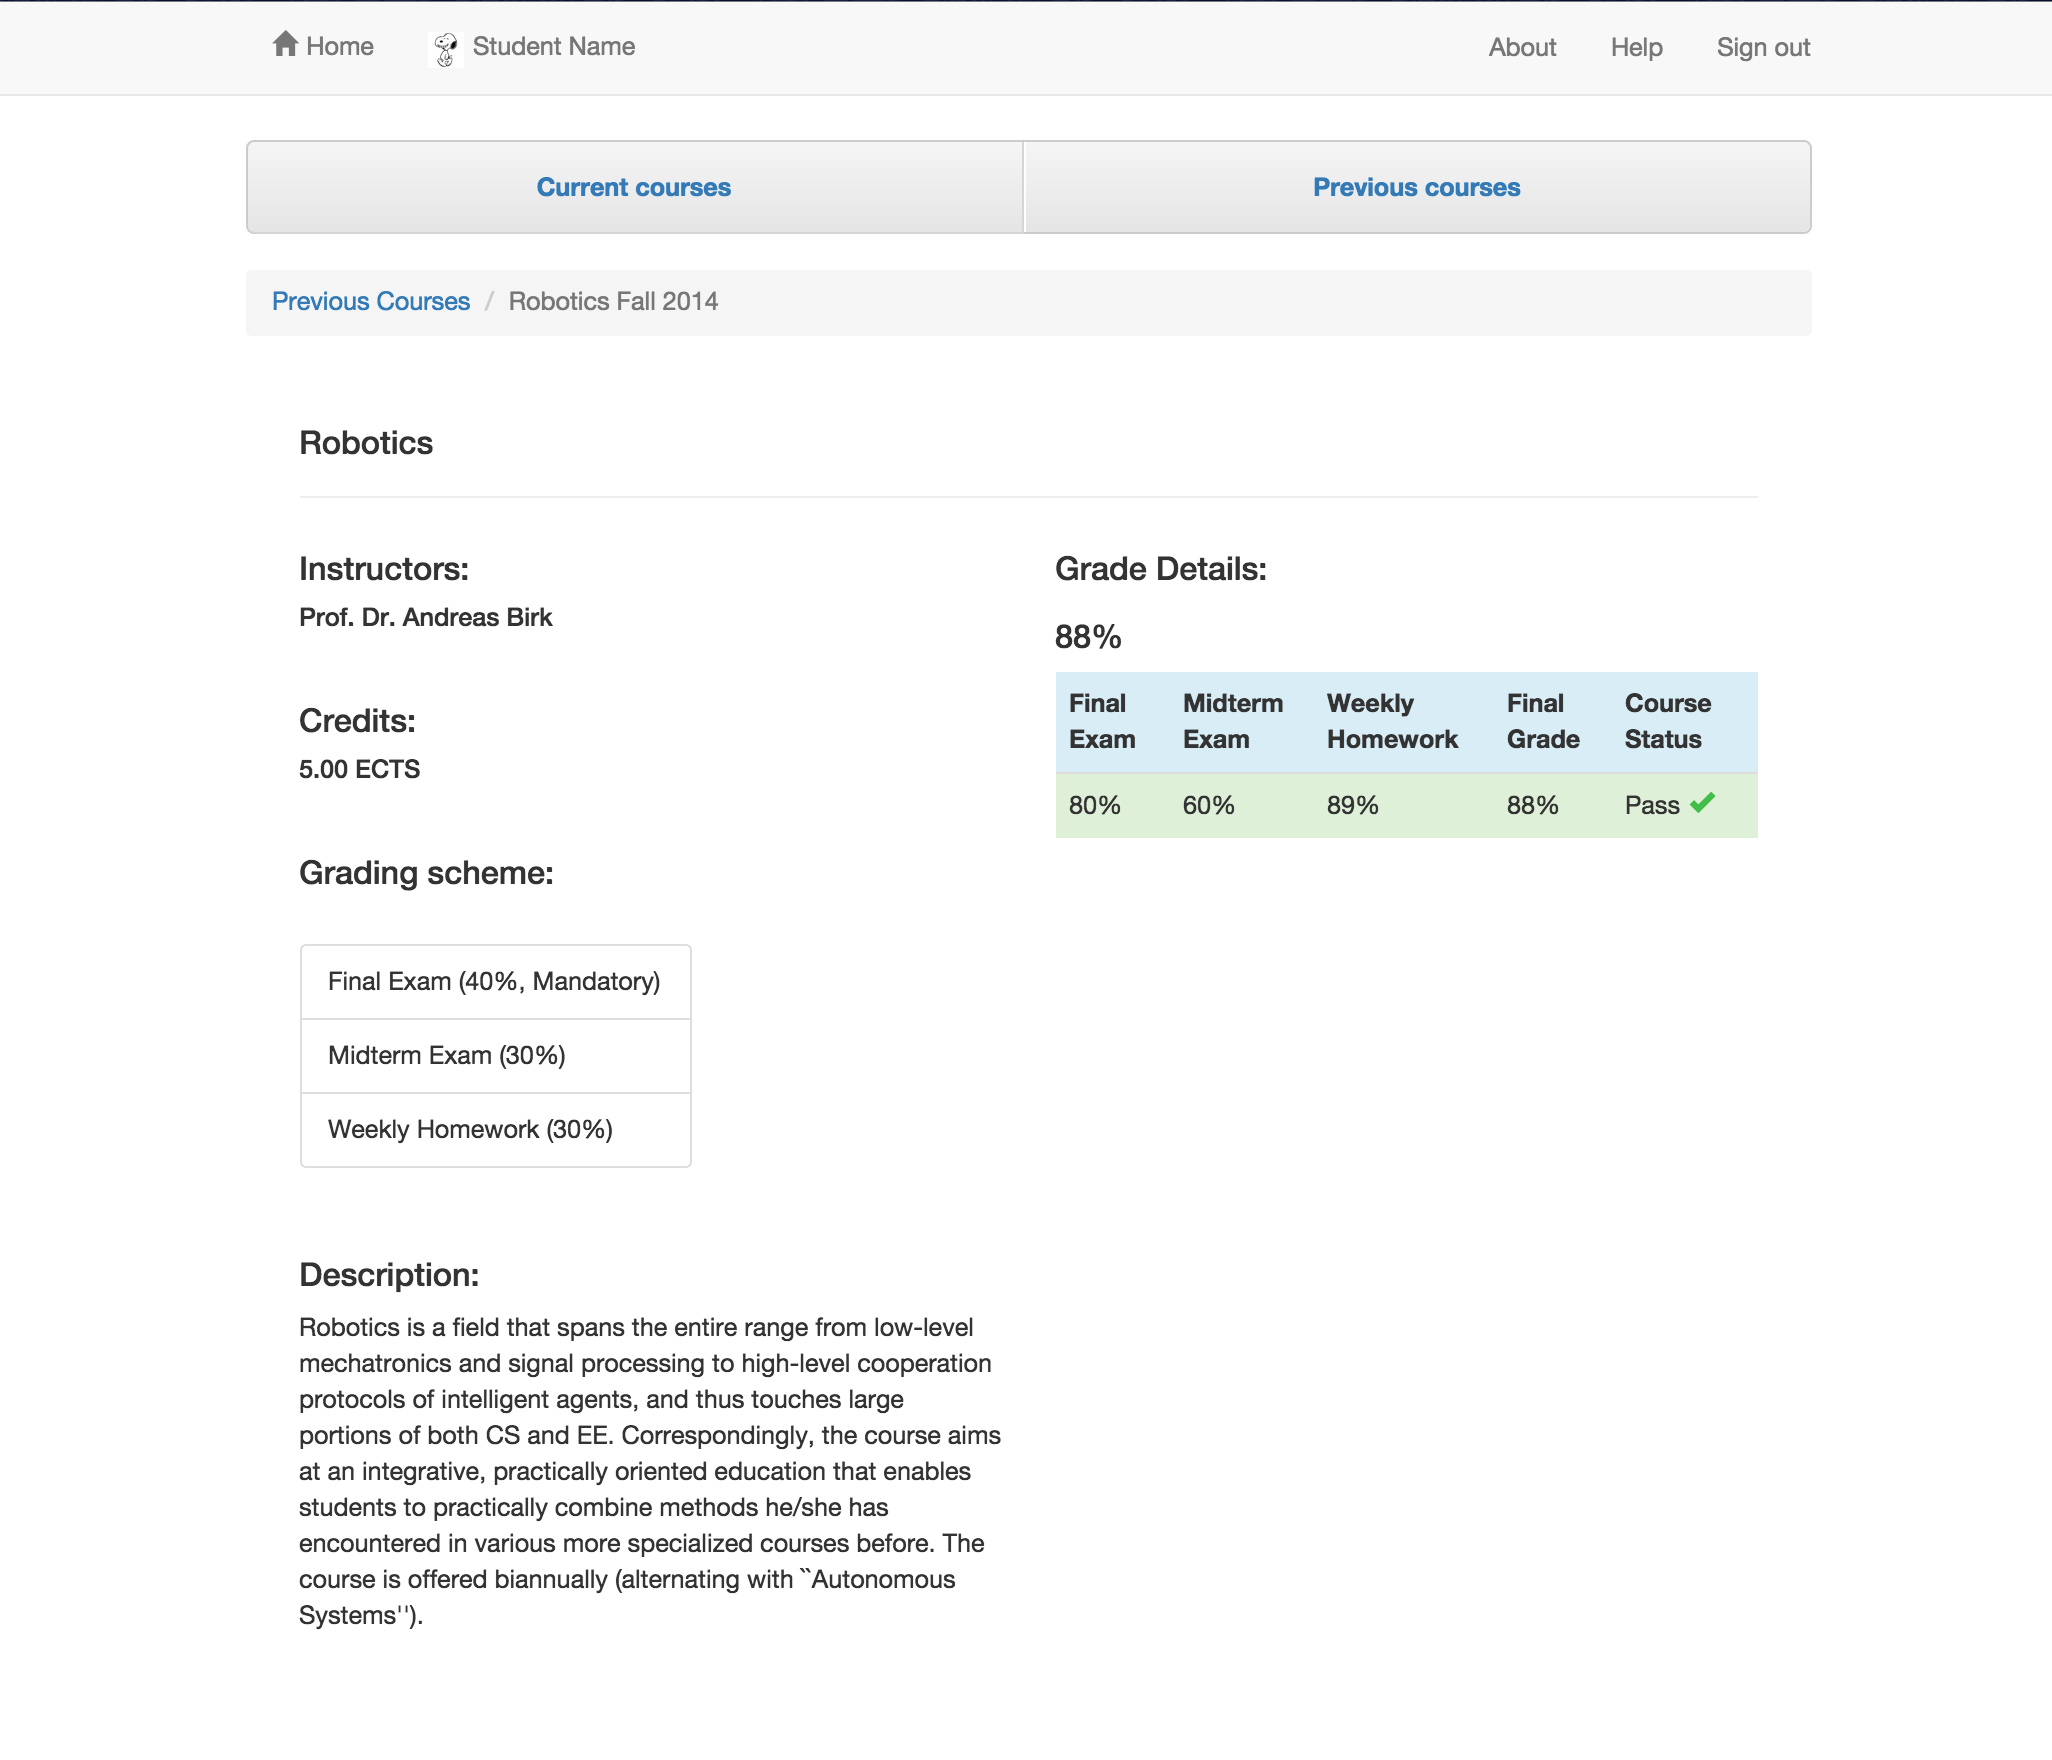 Home Student Name About Help Sign out
Current courses Previous courses
Previous Courses / Robotics Fall 2014
Robotics
Instructors:
Prof. Dr. Andreas Birk
Credits:
5.00 ECTS
Grading scheme:
Final Exam (40%, Mandatory)
Midterm Exam (30%)
Weekly Homework (30%)
Description:
Robotics is a field that spans the entire range from low-level
mechatronics and signal processing to high-level cooperation
protocols of intelligent agents, and thus touches large
portions of both CS and EE. Correspondingly, the course aims
at an integrative, practically oriented education that enables
students to practically combine methods he/she has
encountered in various more specialized courses before. The
course is offered biannually (alternating with ``Autonomous
Systems'').
Grade Details:
88%
Final Midterm Weekly Final Course
Exam Exam Homework Grade Status
80% 60% 89% 88% Pass